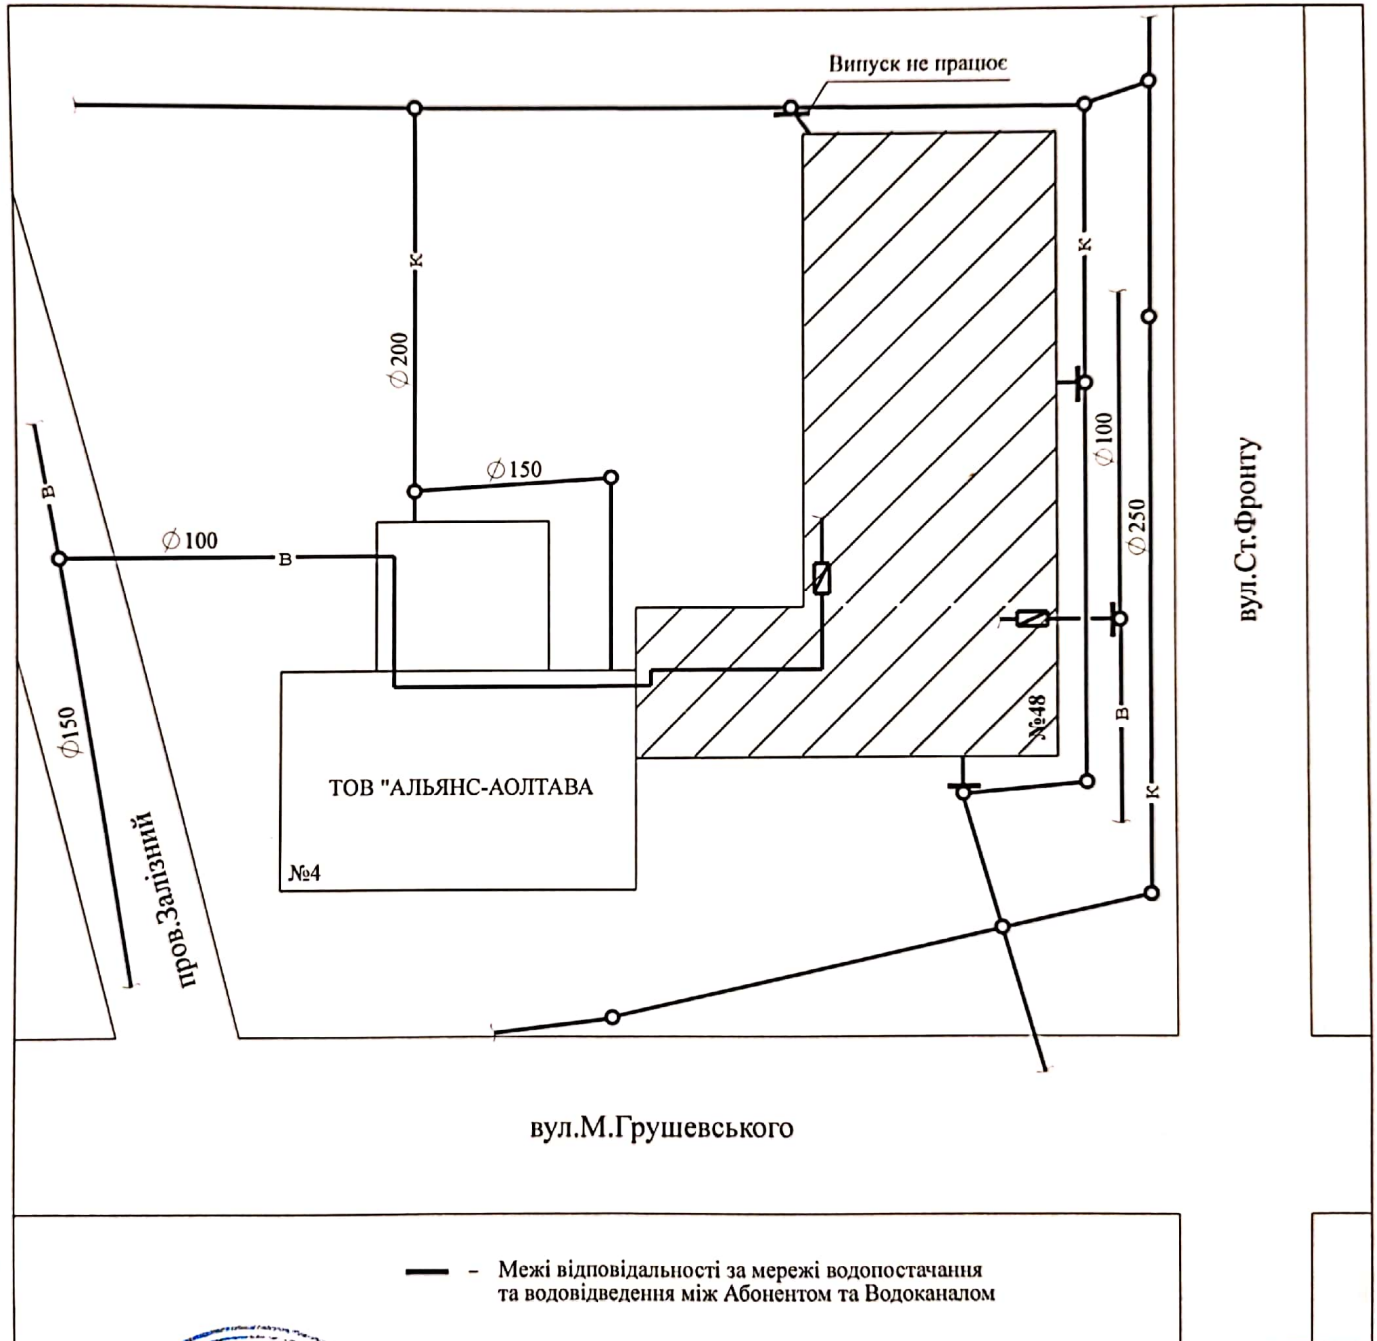 Випуск не працює
к
к
∅200
∅100
∅150
в
∅100
в
∅250
вул.Ст.Фронту
№48
в
∅150
к
ТОВ "АЛЬЯНС-АОЛТАВА
№4
пров.Залізний
вул.М.Грушевського
- Межі відповідальності за мережі водопостачання
та водовідведення між Абонентом та Водоканалом